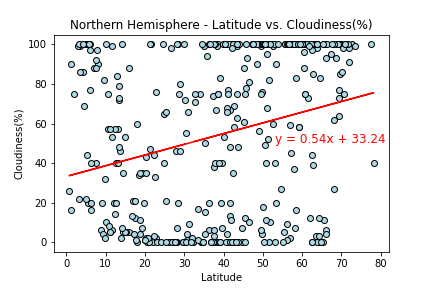 Northern Hemisphere - Latitude vs. Cloudiness(%)
Cloudiness(%)
100
80
60
40
20
0
y = 0.54x + 33.24
0 10 20 30 40 50 60 70 80
Latitude